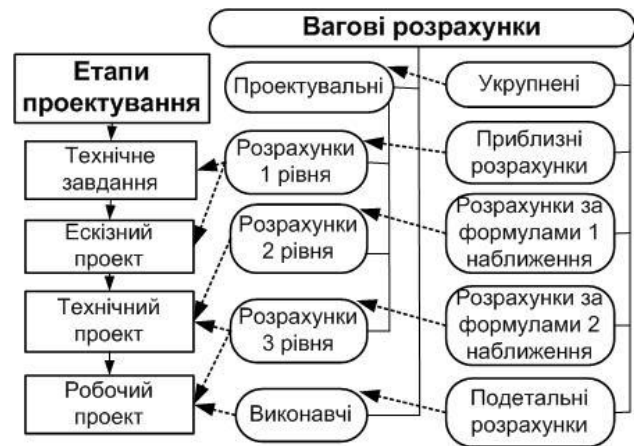 Вагові розрахунки
Етапи
проектування
Технічне
завдання
Ескізний
проект
Технічний
проект
Робочий
проект
Проектувальні
Розрахунки
1 рівня
Розрахунки
2 рівня
Розрахунки
3 рівня
Виконавчі
Укрупнені
Приблизні
розрахунки
Розрахунки за
формулами 1
наближення
Розрахунки за
формулами 2
наближення
Подетальні
розрахунки